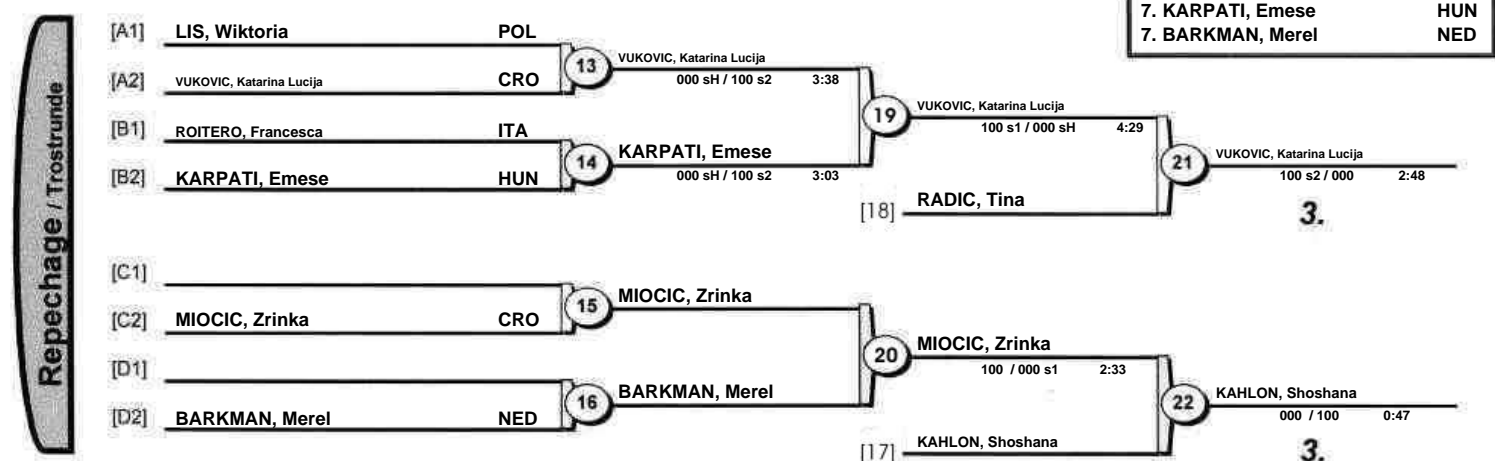 7. KARPATI, Emese HUN
7. BARKMAN, Merel NED
Repechage / Trostrunde
[A1] LIS, Wiktoria POL
[A2] VUKOVIC, Katarina Lucija CRO
13 VUKOVIC, Katarina Lucija
000 sH / 100 s2 3:38
[B1] ROITERO, Francesca ITA
[B2] KARPATI, Emese HUN
14 KARPATI, Emese
000 sH / 100 s2 3:03
19 VUKOVIC, Katarina Lucija
100 s1 / 000 sH 4:29
[18] RADIC, Tina
21 VUKOVIC, Katarina Lucija
100 s2 / 000 2:48
3.
[C1]
[C2] MIOCIC, Zrinka CRO
15 MIOCIC, Zrinka
[D1]
[D2] BARKMAN, Merel NED
16 BARKMAN, Merel
20 MIOCIC, Zrinka
100 / 000 s1 2:33
[17] KAHLON, Shoshana
22 KAHLON, Shoshana
000 / 100 0:47
3.